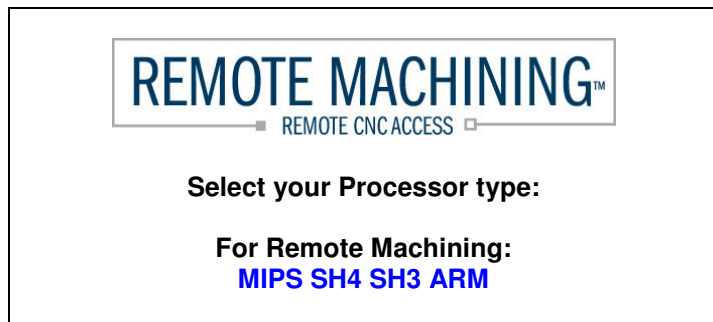 REMOTE MACHINING™
REMOTE CNC ACCESS
Select your Processor type:
For Remote Machining:
MIPS SH4 SH3 ARM